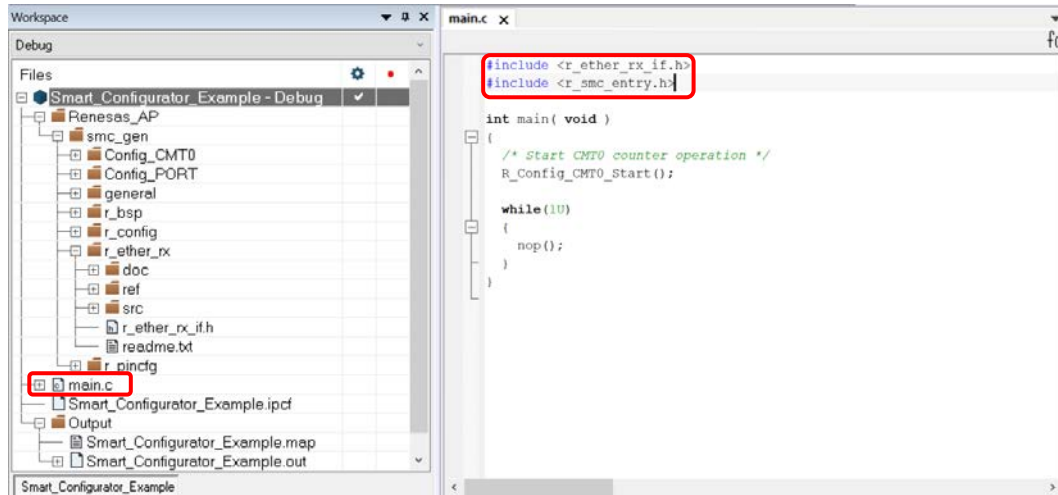 Workspace
Debug
Files
Smart_Configurator_Example - Debug
Renesas_AP
smc_gen
Config_CMT0
Config_PORT
general
r_bsp
r_config
r_ether_rx
doc
ref
src
r_ether_rx_if.h
readme.txt
r_pincfg
main.c
Smart_Configurator_Example.ipcf
Output
Smart_Configurator_Example.map
Smart_Configurator_Example.out
Smart_Configurator_Example
main.c x
#include <r_ether_rx_if.h>
#include <r_smc_entry.h>
int main( void )
{
/* Start CMT0 counter operation */
R_Config_CMT0_Start();
while(1U)
{
nop();
}
}